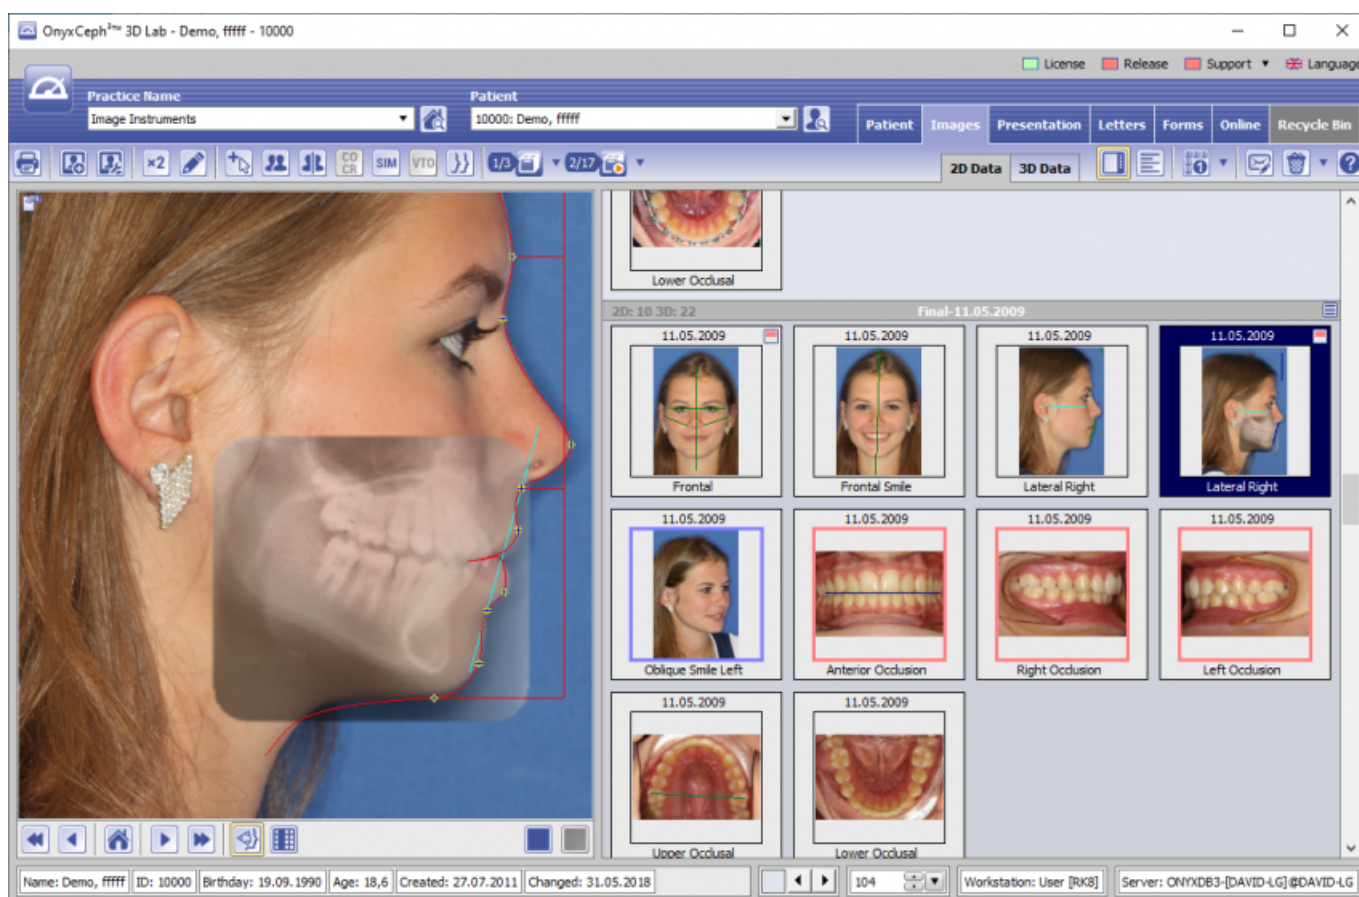 OnyxCeph³™ 3D Lab - Demo, fffff - 10000
License Release Support Language
Practice Name Patient
Image Instruments 10000: Demo, fffff
Patient Images Presentation Letters Forms Online Recycle Bin
×2 CO CR SIM VTO 1/3 2/17 2D Data 3D Data
Lower Occlusal
2D: 10 3D: 22 Final-11.05.2009
11.05.2009 11.05.2009 11.05.2009 11.05.2009
Frontal Frontal Smile Lateral Right Lateral Right
11.05.2009 11.05.2009 11.05.2009 11.05.2009
Oblique Smile Left Anterior Occlusion Right Occlusion Left Occlusion
11.05.2009 11.05.2009
Upper Occlusal Lower Occlusal
Name: Demo, fffff ID: 10000 Birthday: 19.09.1990 Age: 18,6 Created: 27.07.2011 Changed: 31.05.2018 104 Workstation: User [RK8] Server: ONYXDB3-[DAVID-LG]@DAVID-LG